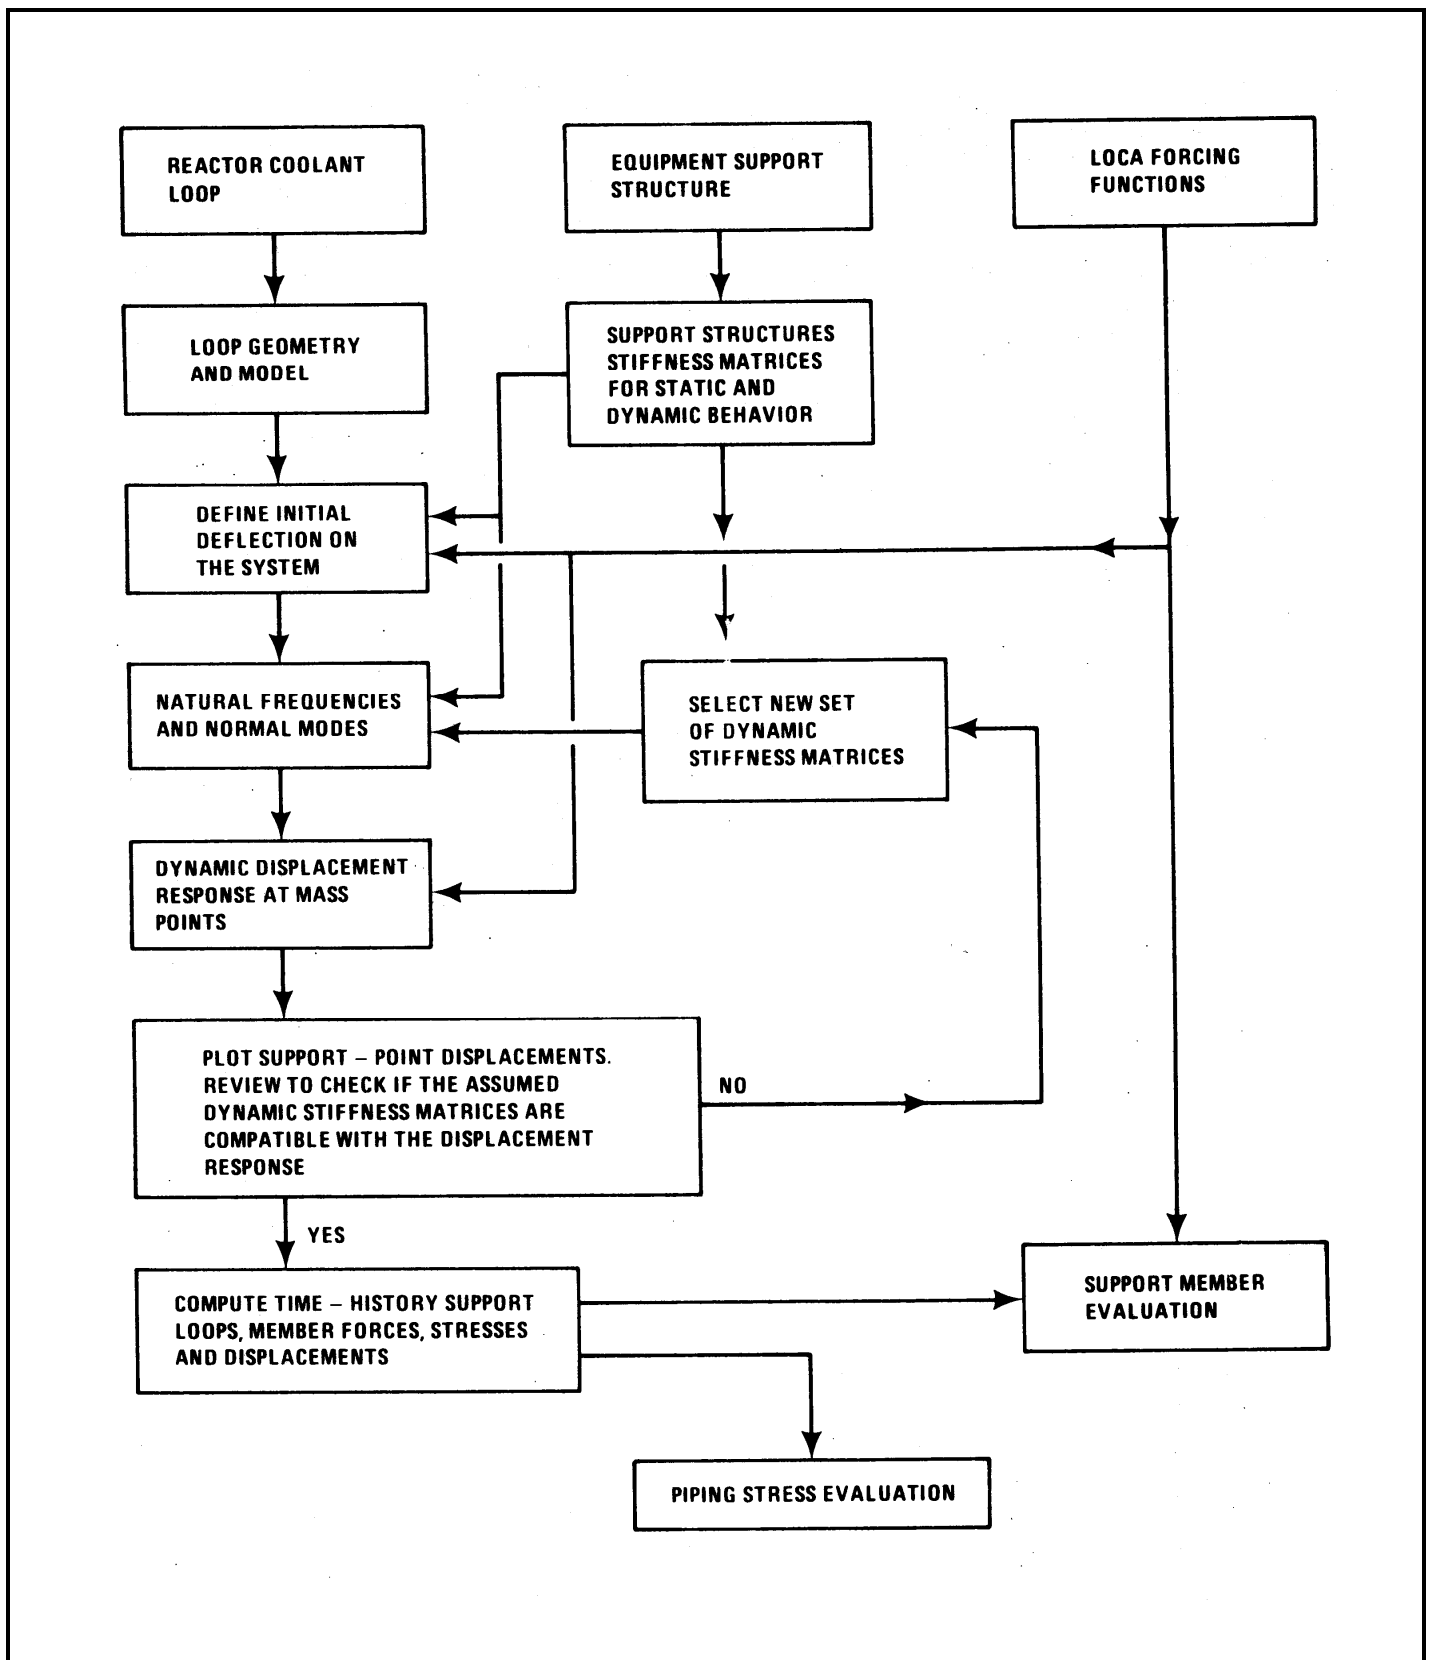 REACTOR COOLANT
LOOP
EQUIPMENT SUPPORT
STRUCTURE
LOCA FORCING
FUNCTIONS
LOOP GEOMETRY
AND MODEL
SUPPORT STRUCTURES
STIFFNESS MATRICES
FOR STATIC AND
DYNAMIC BEHAVIOR
DEFINE INITIAL
DEFLECTION ON
THE SYSTEM
NATURAL FREQUENCIES
AND NORMAL MODES
SELECT NEW SET
OF DYNAMIC
STIFFNESS MATRICES
DYNAMIC DISPLACEMENT
RESPONSE AT MASS
POINTS
PLOT SUPPORT – POINT DISPLACEMENTS.
REVIEW TO CHECK IF THE ASSUMED
DYNAMIC STIFFNESS MATRICES ARE
COMPATIBLE WITH THE DISPLACEMENT
RESPONSE
NO
YES
COMPUTE TIME – HISTORY SUPPORT
LOOPS, MEMBER FORCES, STRESSES
AND DISPLACEMENTS
SUPPORT MEMBER
EVALUATION
PIPING STRESS EVALUATION